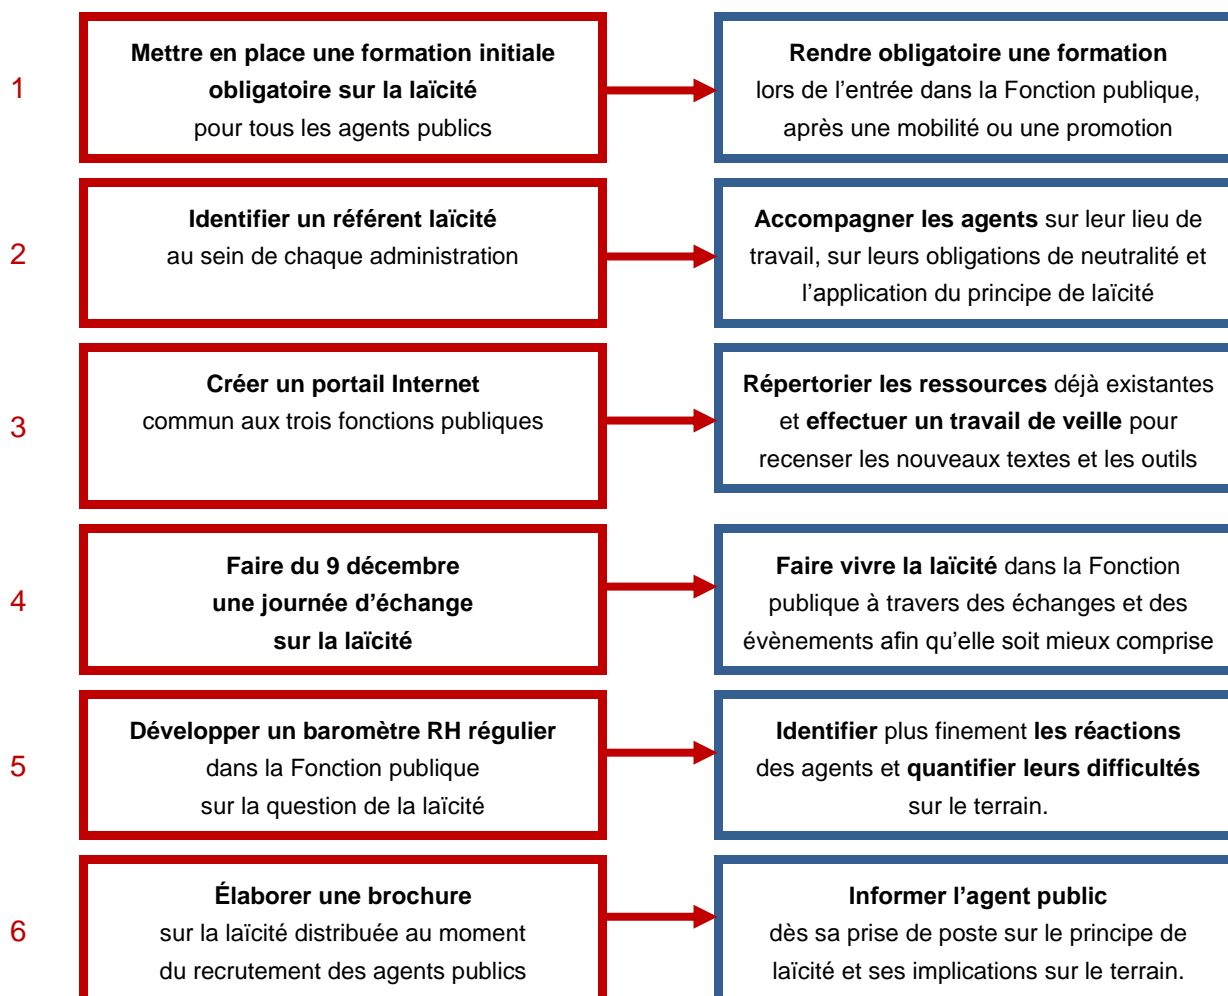 1
Mettre en place une formation initiale
obligatoire sur la laïcité
pour tous les agents publics
Rendre obligatoire une formation
lors de l'entrée dans la Fonction publique,
après une mobilité ou une promotion
2
Identifier un référent laïcité
au sein de chaque administration
Accompagner les agents sur leur lieu de
travail, sur leurs obligations de neutralité et
l'application du principe de laïcité
3
Créer un portail Internet
commun aux trois fonctions publiques
Répertorier les ressources déjà existantes
et effectuer un travail de veille pour
recenser les nouveaux textes et les outils
4
Faire du 9 décembre
une journée d'échange
sur la laïcité
Faire vivre la laïcité dans la Fonction
publique à travers des échanges et des
évènements afin qu'elle soit mieux comprise
5
Développer un baromètre RH régulier
dans la Fonction publique
sur la question de la laïcité
Identifier plus finement les réactions
des agents et quantifier leurs difficultés
sur le terrain.
6
Élaborer une brochure
sur la laïcité distribuée au moment
du recrutement des agents publics
Informer l'agent public
dès sa prise de poste sur le principe de
laïcité et ses implications sur le terrain.